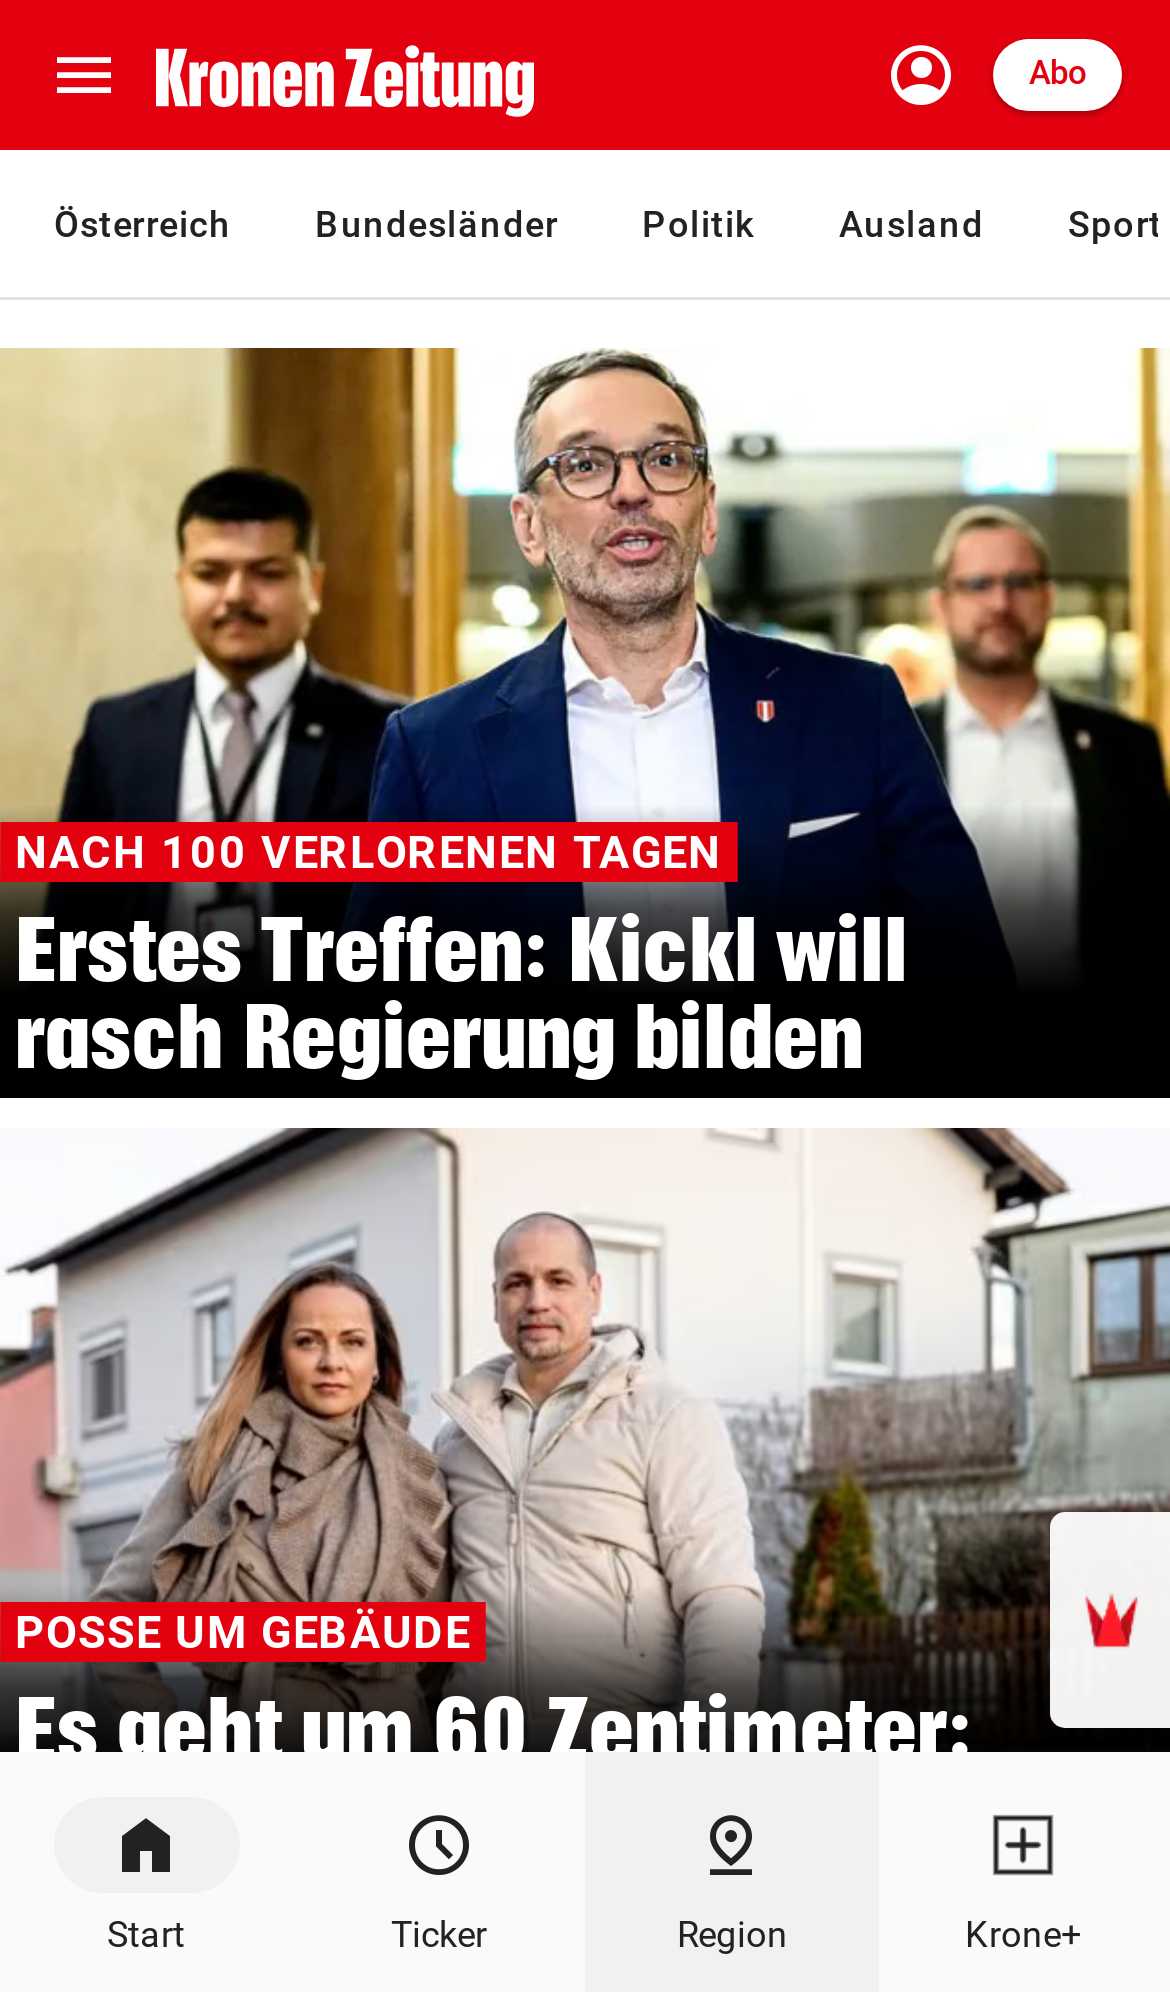 Kronen Zeitung
Abo
Österreich Bundesländer Politik Ausland Sport
NACH 100 VERLORENEN TAGEN
Erstes Treffen: Kickl will
rasch Regierung bilden
POSSE UM GEBÄUDE
Es geht um 60 Zentimeter:
Start Ticker Region Krone+